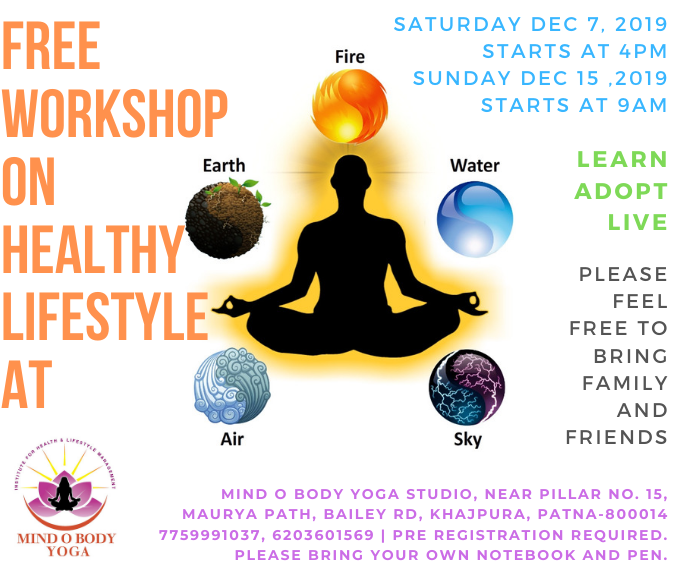 FREE
WORKSHOP
ON
HEALTHY
LIFESTYLE
AT
SATURDAY DEC 7, 2019
STARTS AT 4PM
SUNDAY DEC 15 ,2019
STARTS AT 9AM
Fire
Earth
Water
Air
Sky
LEARN
ADOPT
LIVE
PLEASE
FEEL
FREE TO
BRING
FAMILY
AND
FRIENDS
INSTITUTE FOR HEALTH & LIFESTYLE MANAGEMENT
MIND O BODY
YOGA
MIND O BODY YOGA STUDIO, NEAR PILLAR NO. 15,
MAURYA PATH, BAILEY RD, KHAJPURA, PATNA-800014
7759991037, 6203601569 | PRE REGISTRATION REQUIRED.
PLEASE BRING YOUR OWN NOTEBOOK AND PEN.